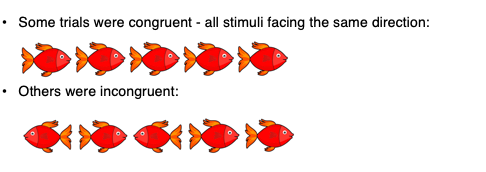 • Some trials were congruent - all stimuli facing the same direction:
• Others were incongruent: